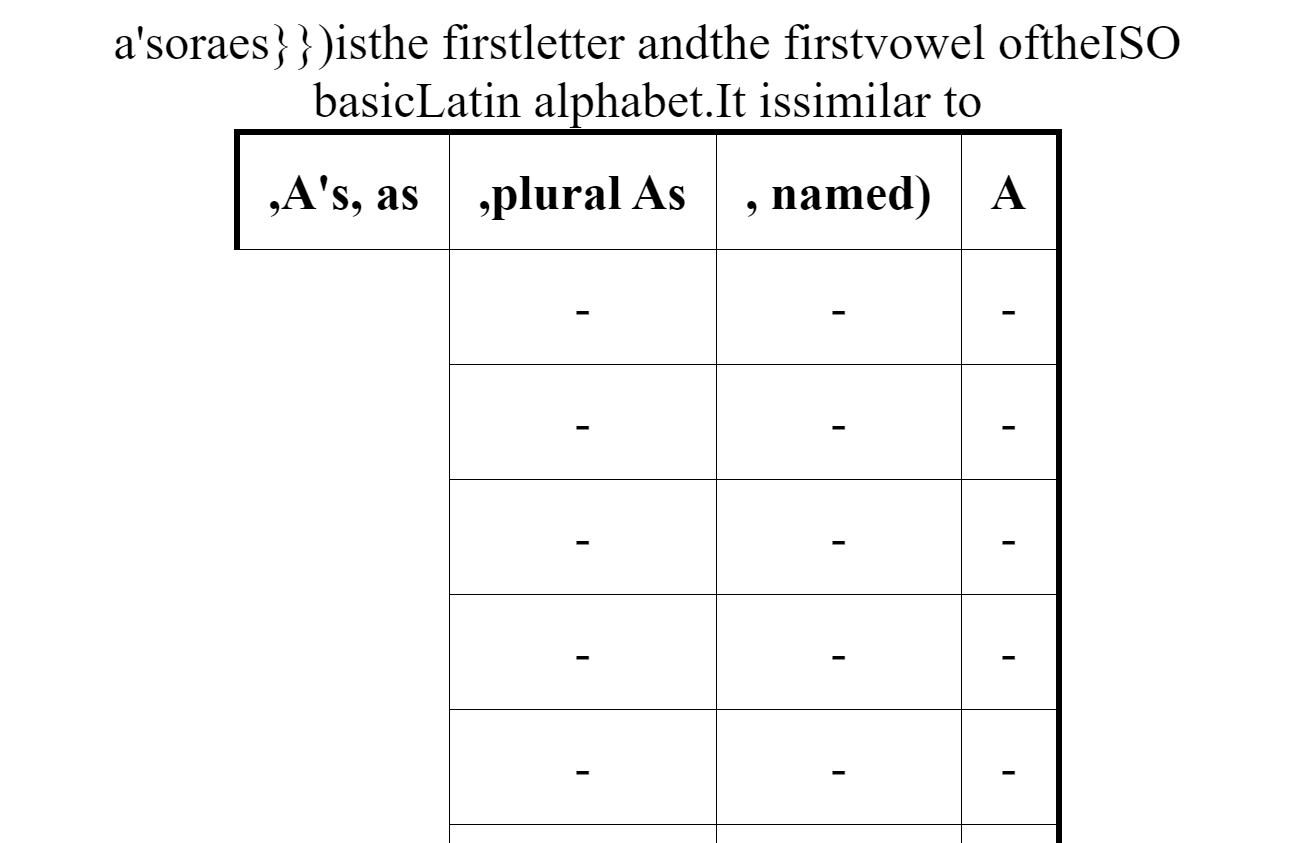 a'soraes}})isthe firstletter andthe firstvowel oftheISO
basicLatin alphabet.It issimilar to
,A's, as ,plural As , named) A
- - -
- - -
- - -
- - -
- - -